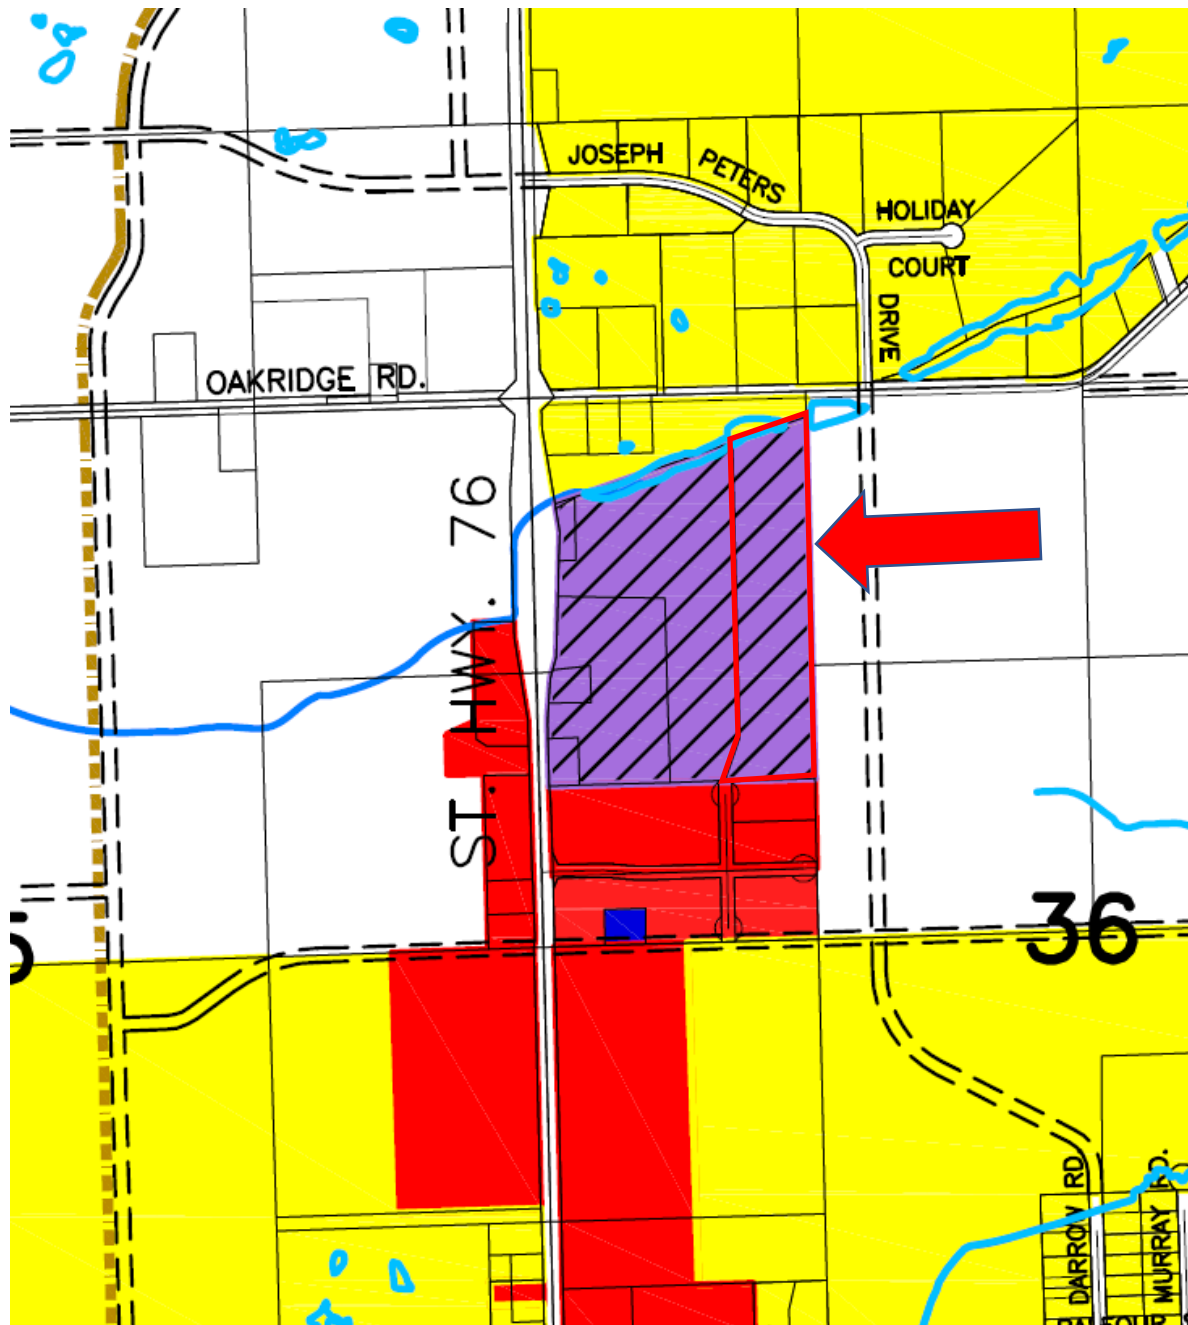 JOSEPH PETERS
HOLIDAY
COURT
DRIVE
OAKRIDGE RD.
ST. HWY. 76
36
DARROW RD.
MURRAY RD.